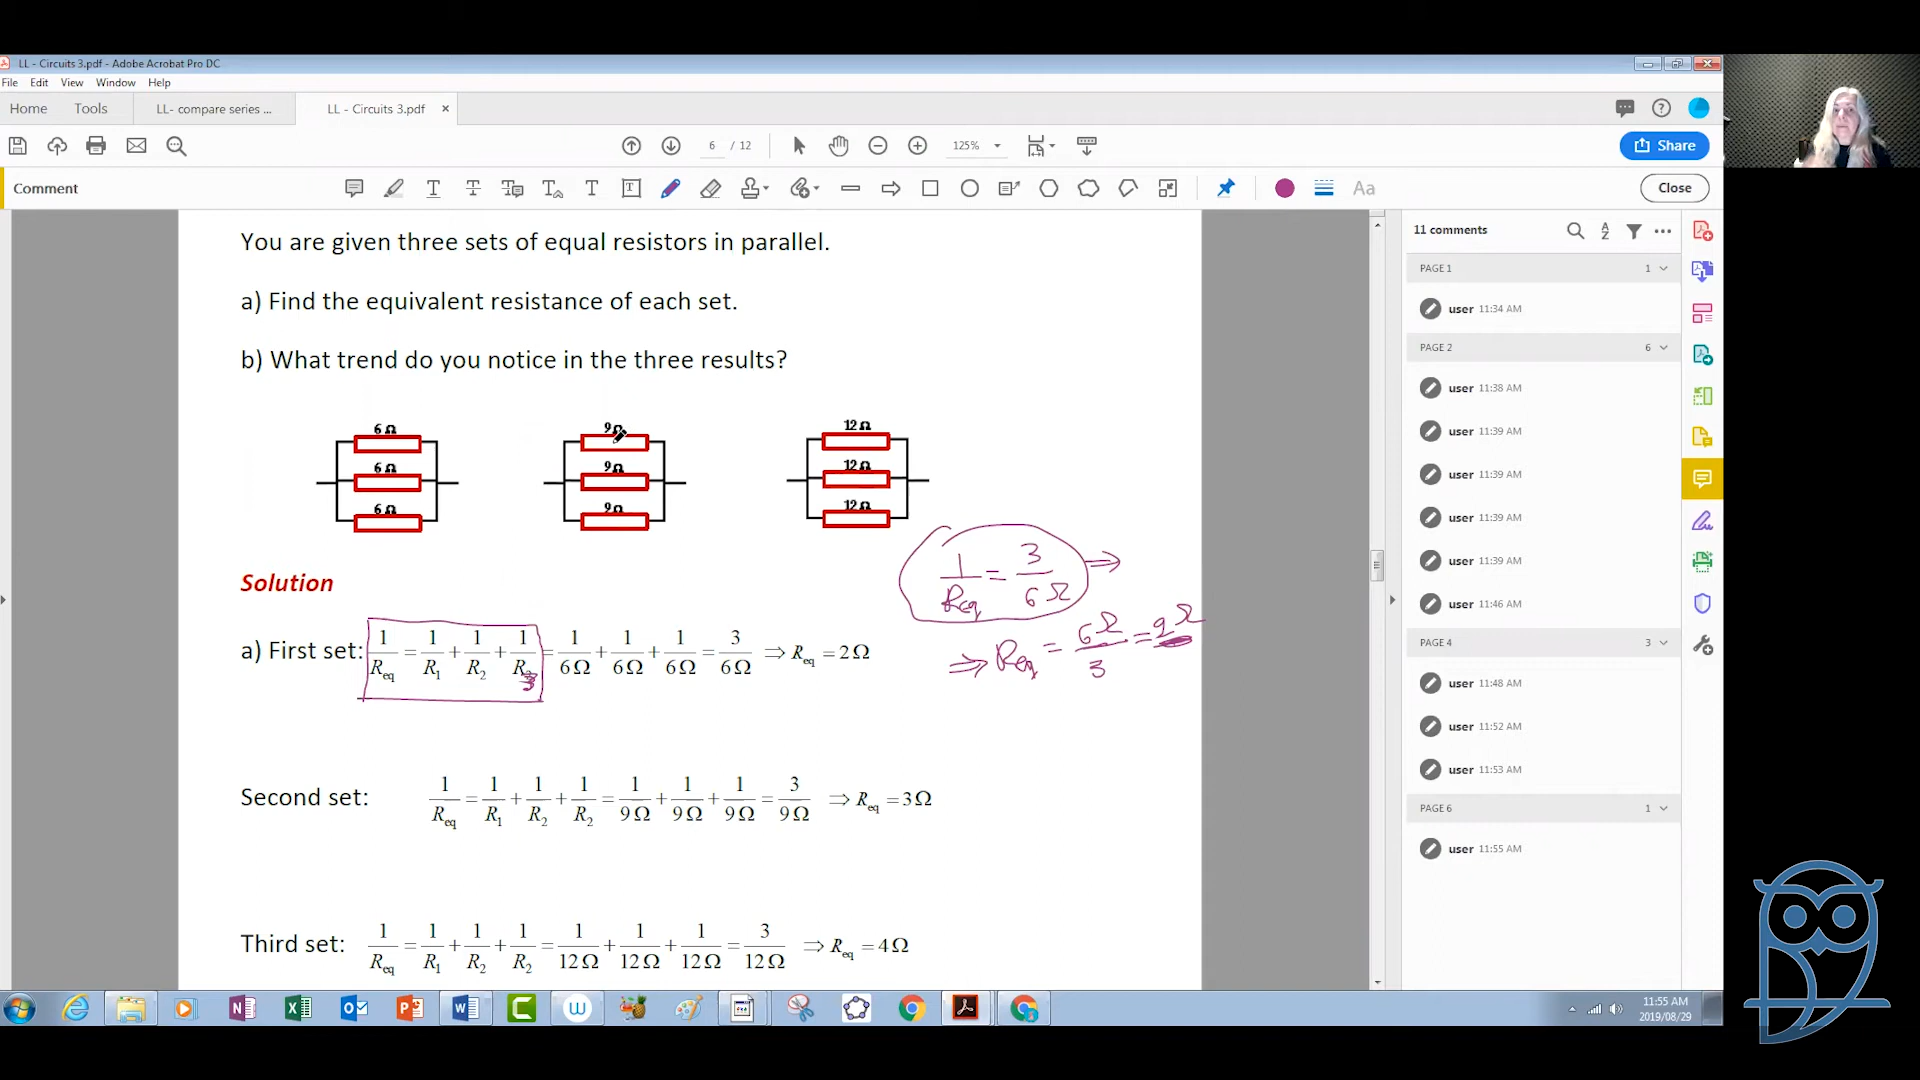 LL - Circuits 3.pdf - Adobe Acrobat Pro DC
File Edit View Window Help
Home Tools LL- compare series ... LL - Circuits 3.pdf ×
6 / 12 125% Share
Comment Aa Close
You are given three sets of equal resistors in parallel.
a) Find the equivalent resistance of each set.
b) What trend do you notice in the three results?
6 Ω 9 Ω 12 Ω
6 Ω 9 Ω 12 Ω
6 Ω 9 Ω 12 Ω
1/Req = 3/6Ω ⇒
⇒ Req = 6Ω/3 = 2Ω
Solution
a) First set: 1/Req = 1/R1 + 1/R2 + 1/R3 = 1/6Ω + 1/6Ω + 1/6Ω = 3/6Ω ⇒ Req = 2Ω
Second set: 1/Req = 1/R1 + 1/R2 + 1/R2 = 1/9Ω + 1/9Ω + 1/9Ω = 3/9Ω ⇒ Req = 3Ω
Third set: 1/Req = 1/R1 + 1/R2 + 1/R2 = 1/12Ω + 1/12Ω + 1/12Ω = 3/12Ω ⇒ Req = 4Ω
11 comments
PAGE 1 1
user 11:34 AM
PAGE 2 6
user 11:38 AM
user 11:39 AM
user 11:39 AM
user 11:39 AM
user 11:39 AM
user 11:46 AM
PAGE 4 3
user 11:48 AM
user 11:52 AM
user 11:53 AM
PAGE 6 1
user 11:55 AM
11:55 AM
2019/08/29